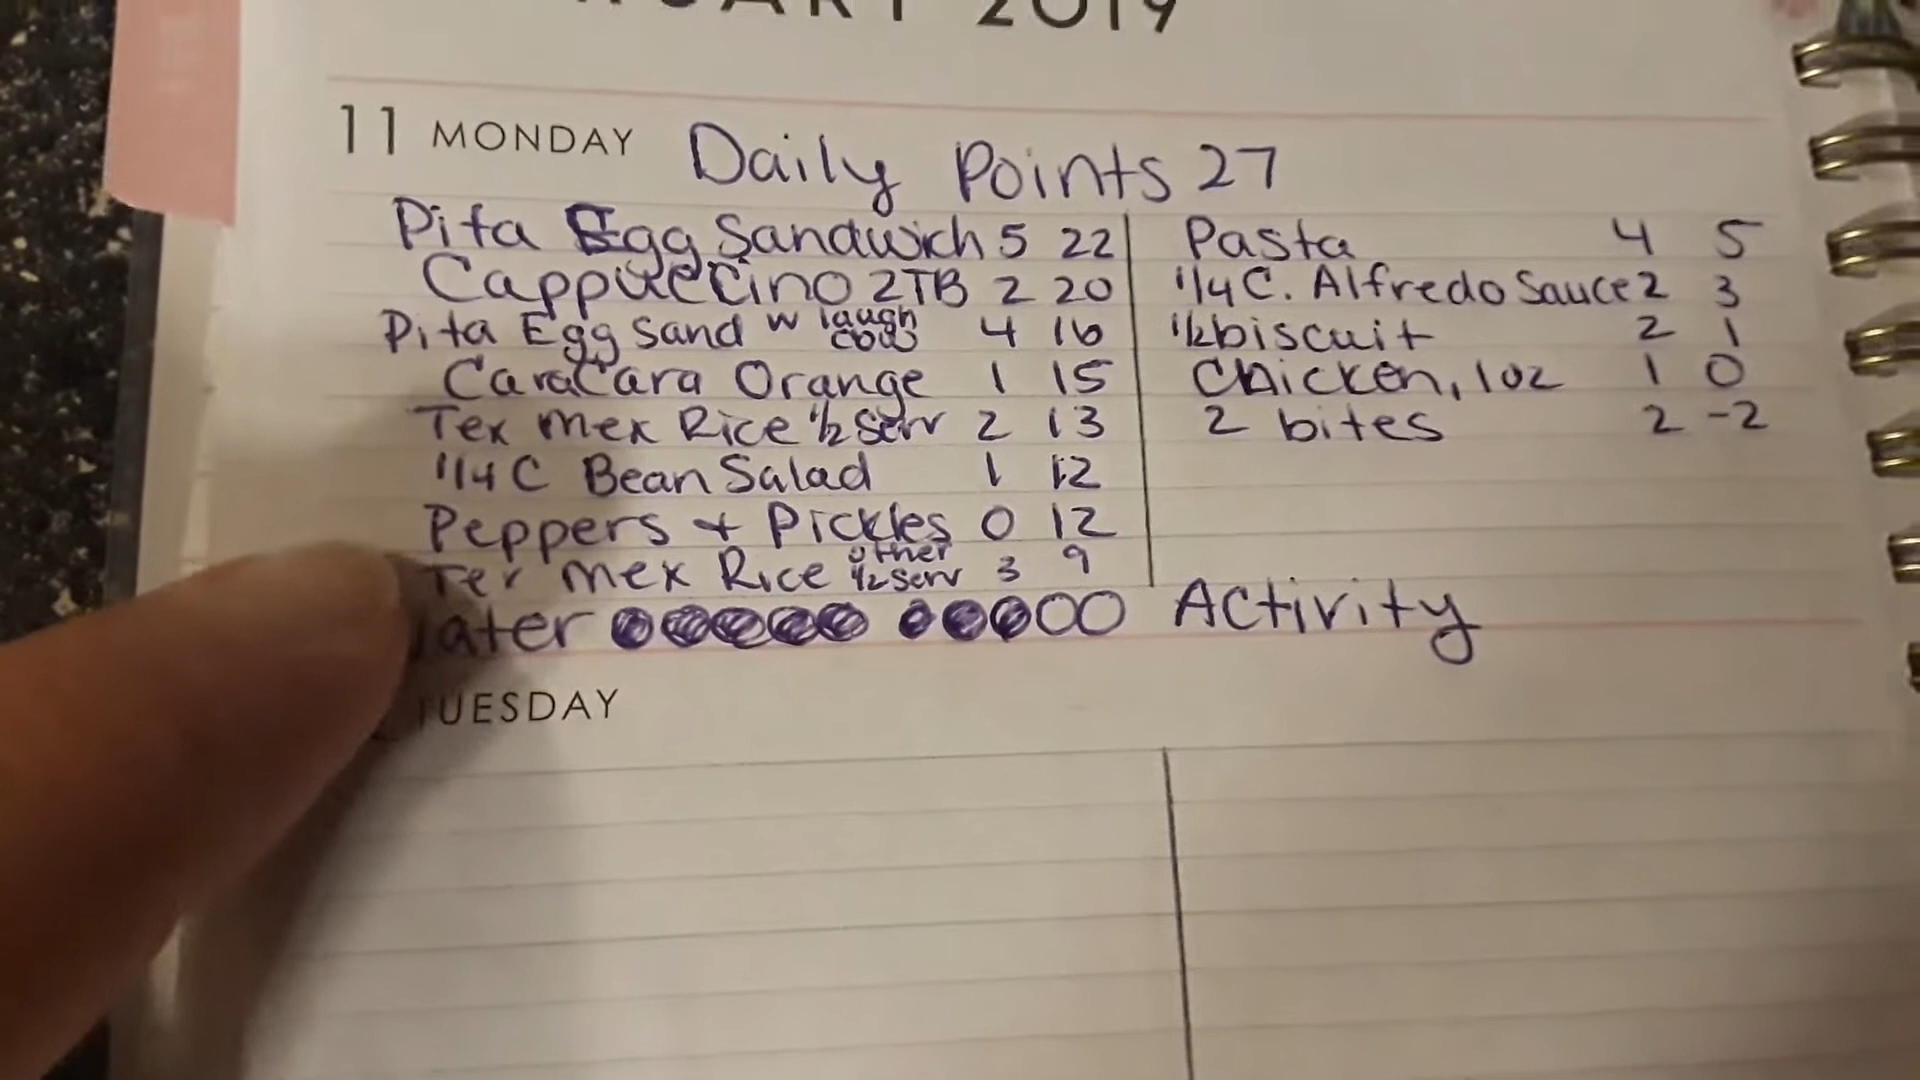 2019
11 MONDAY Daily Points 27
Pita Egg Sandwich 5 22
Cappuccino 2TB 2 20
Pita Egg Sand w laugh cow 4 16
CaraCara Orange 1 15
Tex Mex Rice 1/2 Serv 2 13
1/4 C Bean Salad 1 12
Peppers + Pickles 0 12
Tex Mex Rice other 1/2 serv 3 9
Pasta 4 5
1/4 C. Alfredo Sauce 2 3
1/2 biscuit 2 1
Chicken, 1oz 1 0
2 bites 2 -2
ater Activity
TUESDAY